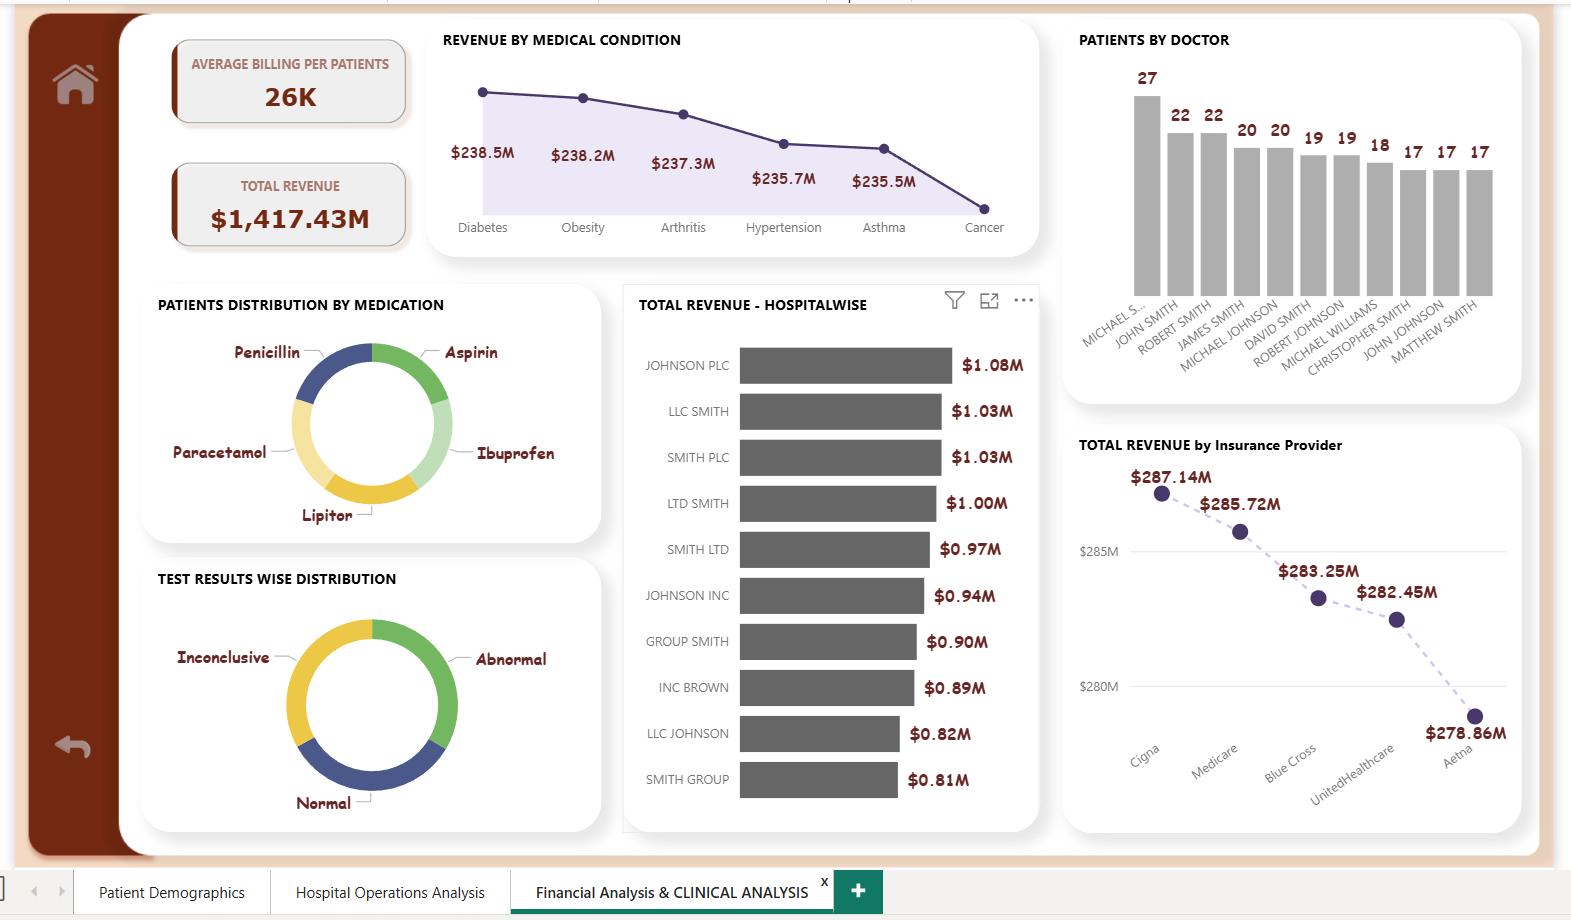 AVERAGE BILLING PER PATIENTS
26K
TOTAL REVENUE
$1,417.43M
REVENUE BY MEDICAL CONDITION
$238.5M
$238.2M
$237.3M
$235.7M
$235.5M
Diabetes
Obesity
Arthritis
Hypertension
Asthma
Cancer
PATIENTS BY DOCTOR
27
22
22
20
20
19
19
18
17
17
17
MICHAEL S...
JOHN SMITH
ROBERT SMITH
JAMES SMITH
MICHAEL JOHNSON
DAVID SMITH
ROBERT JOHNSON
MICHAEL WILLIAMS
CHRISTOPHER SMITH
JOHN JOHNSON
MATTHEW SMITH
PATIENTS DISTRIBUTION BY MEDICATION
Penicillin
Aspirin
Paracetamol
Ibuprofen
Lipitor
TEST RESULTS WISE DISTRIBUTION
Inconclusive
Abnormal
Normal
TOTAL REVENUE - HOSPITALWISE
JOHNSON PLC $1.08M
LLC SMITH $1.03M
SMITH PLC $1.03M
LTD SMITH $1.00M
SMITH LTD $0.97M
JOHNSON INC $0.94M
GROUP SMITH $0.90M
INC BROWN $0.89M
LLC JOHNSON $0.82M
SMITH GROUP $0.81M
TOTAL REVENUE by Insurance Provider
$287.14M
$285.72M
$285M
$283.25M
$282.45M
$280M
$278.86M
Cigna
Medicare
Blue Cross
UnitedHealthcare
Aetna
Patient Demographics
Hospital Operations Analysis
Financial Analysis & CLINICAL ANALYSIS
x
+